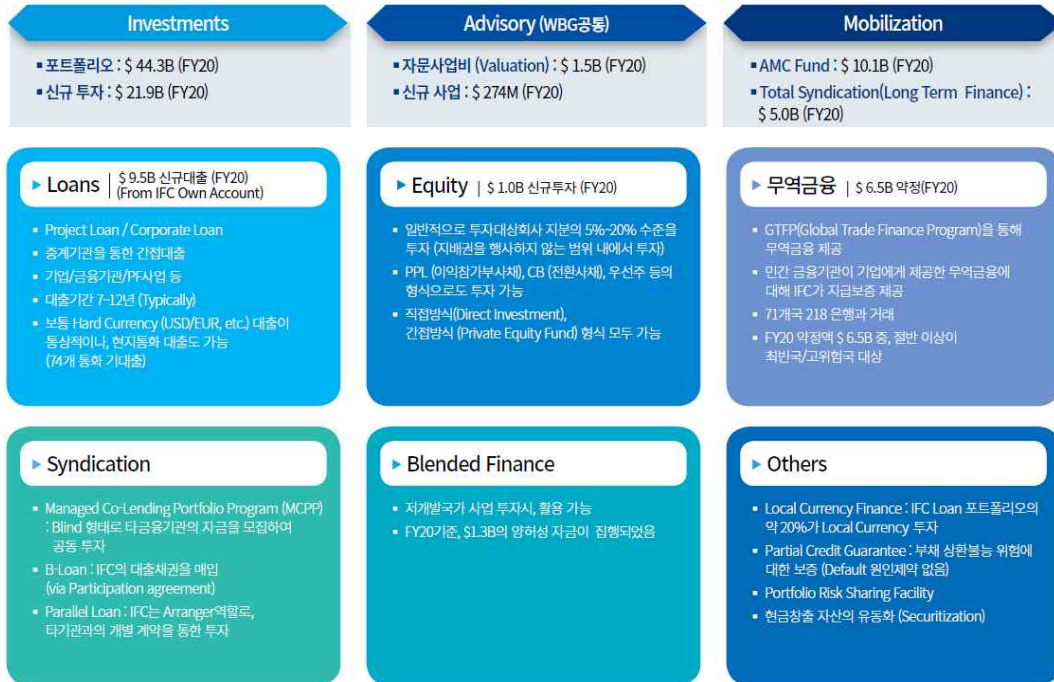 Investments
▪ 포트폴리오 : $ 44.3B (FY20)
▪ 신규 투자 : $ 21.9B (FY20)
Advisory (WBG공통)
▪ 자문사업비 (Valuation) : $ 1.5B (FY20)
▪ 신규 사업 : $ 274M (FY20)
Mobilization
▪ AMC Fund : $ 10.1B (FY20)
▪ Total Syndication(Long Term Finance) :
$ 5.0B (FY20)
▶ Loans | $ 9.5B 신규대출 (FY20)
(From IFC Own Account)
▪ Project Loan / Corporate Loan
▪ 중계기관을 통한 간접대출
▪ 기업/금융기관/PF사업 등
▪ 대출기간 7~12년 (Typically)
▪ 보통 Hard Currency (USD/EUR, etc.) 대출이
통상적이나, 현지통화 대출도 가능
(74개 통화 기대출)
▶ Equity | $ 1.0B 신규투자 (FY20)
▪ 일반적으로 투자대상회사 지분의 5%~20% 수준을
투자 (지배권을 행사하지 않는 범위 내에서 투자)
▪ PPL (이익참가부사채), CB (전환사채), 우선주 등의
형식으로도 투자 가능
▪ 직접방식(Direct Investment),
간접방식 (Private Equity Fund) 형식 모두 가능
▶ 무역금융 | $ 6.5B 약정(FY20)
▪ GTFP(Global Trade Finance Program)을 통해
무역금융 제공
▪ 민간 금융기관이 기업에게 제공한 무역금융에
대해 IFC가 지급보증 제공
▪ 71개국 218 은행과 거래
▪ FY20 약정액 $ 6.5B 중, 절반 이상이
최빈국/고위험국 대상
▶ Syndication
▪ Managed Co-Lending Portfolio Program (MCPP)
: Blind 형태로 타금융기관의 자금을 모집하여
공동 투자
▪ B-Loan : IFC의 대출채권을 매입
(via Participation agreement)
▪ Parallel Loan : IFC는 Arranger역할로,
타기관과의 개별 계약을 통한 투자
▶ Blended Finance
▪ 저개발국가 사업 투자시, 활용 가능
▪ FY20기준, $1.3B의 양허성 자금이 집행되었음
▶ Others
▪ Local Currency Finance : IFC Loan 포트폴리오의
약 20%가 Local Currency 투자
▪ Partial Credit Guarantee : 부채 상환불능 위험에
대한 보증 (Default 원인제약 없음)
▪ Portfolio Risk Sharing Facility
▪ 현금창출 자산의 유동화 (Securitization)